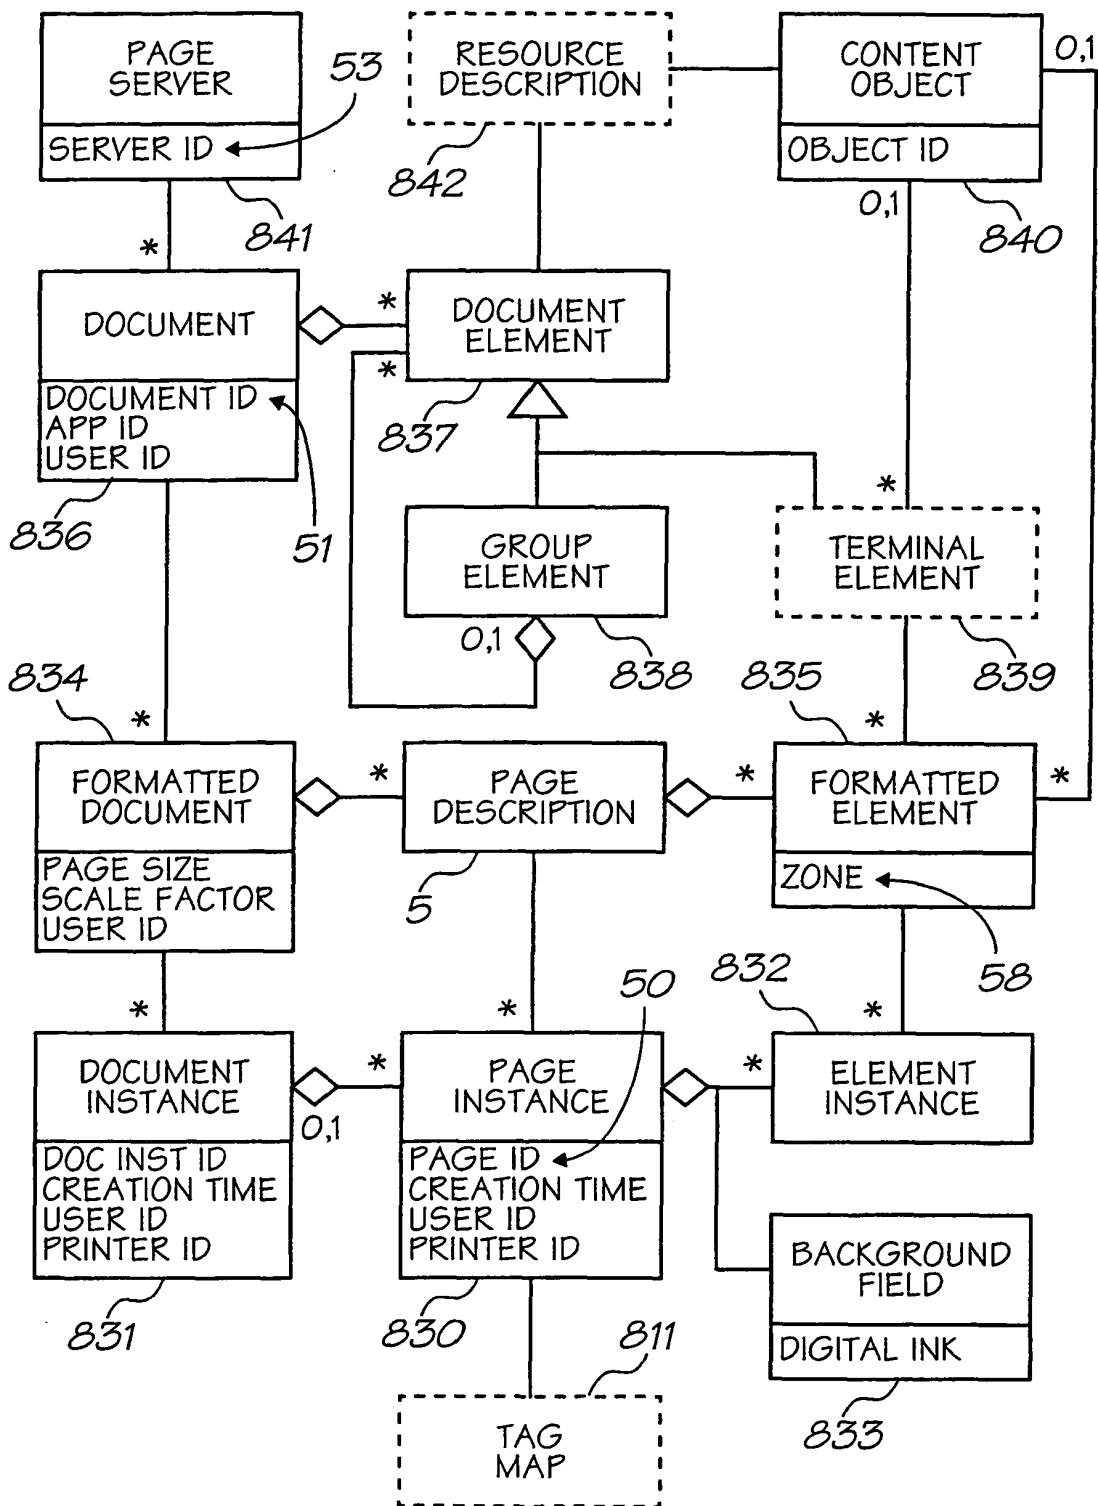 PAGE
SERVER
SERVER ID
53
841
RESOURCE
DESCRIPTION
842
CONTENT
OBJECT
OBJECT ID
0,1
0,1
840
*
DOCUMENT
DOCUMENT ID
APP ID
USER ID
836
51
*
DOCUMENT
ELEMENT
*
837
GROUP
ELEMENT
0,1
838
*
TERMINAL
ELEMENT
839
834
*
FORMATTED
DOCUMENT
PAGE SIZE
SCALE FACTOR
USER ID
*
PAGE
DESCRIPTION
5
835
*
*
FORMATTED
ELEMENT
*
ZONE
58
*
DOCUMENT
INSTANCE
0,1
DOC INST ID
CREATION TIME
USER ID
PRINTER ID
831
*
*
50
PAGE
INSTANCE
PAGE ID
CREATION TIME
USER ID
PRINTER ID
830
832
*
*
ELEMENT
INSTANCE
BACKGROUND
FIELD
DIGITAL INK
833
811
TAG
MAP